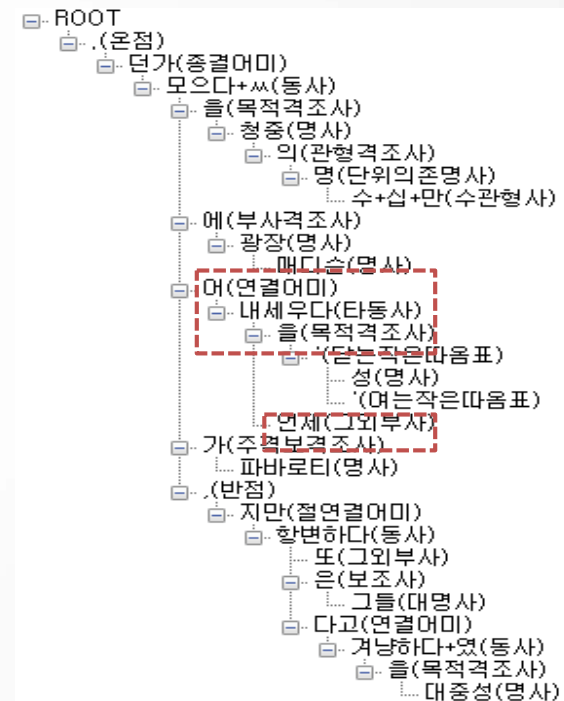 ROOT
.(온점)
던가(종결어미)
모으다+ㅆ(동사)
을(목적격조사)
청중(명사)
의(관형격조사)
명(단위의존명사)
수+십+만(수관형사)
에(부사격조사)
광장(명사)
매디슨(명사)
어(연결어미)
내세우다(타동사)
을(목적격조사)
'(닫는작은따옴표)
성(명사)
'(여는작은따옴표)
언제(그외부사)
가(주격보격조사)
파바로티(명사)
,(반점)
지만(절연결어미)
항변하다(동사)
또(그외부사)
은(보조사)
그들(대명사)
다고(연결어미)
겨냥하다+였(동사)
을(목적격조사)
대중성(명사)